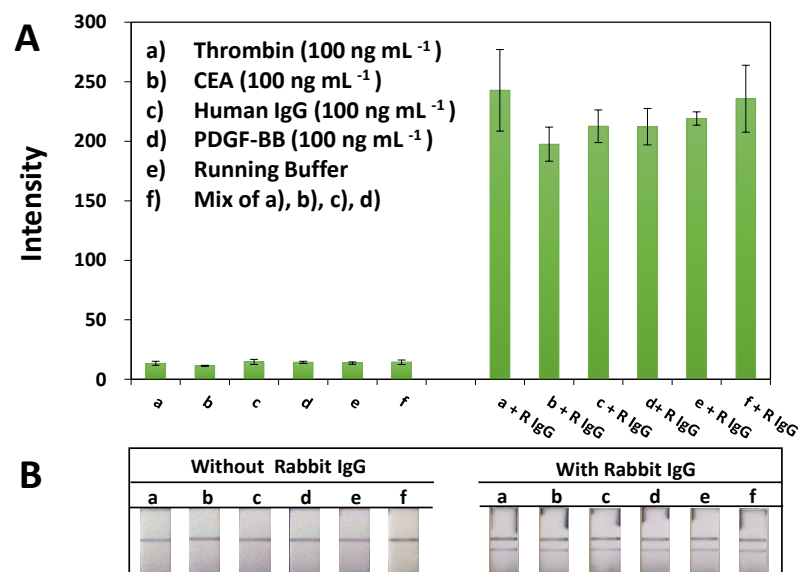 A
300
250
200
150
100
50
0
Intensity
a) Thrombin (100 ng mL -1)
b) CEA (100 ng mL -1)
c) Human IgG (100 ng mL -1)
d) PDGF-BB (100 ng mL -1)
e) Running Buffer
f) Mix of a), b), c), d)
a b c d e f a + R IgG b + R IgG c + R IgG d+ R IgG e + R IgG f + R IgG
B
Without Rabbit IgG With Rabbit IgG
a b c d e f a b c d e f